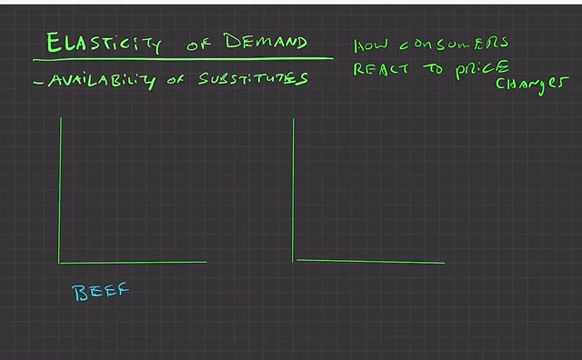 ELASTICITY OF DEMAND
- AVAILABILITY OF SUBSTITUTES
HOW CONSUMERS
REACT TO PRICE
CHANGES
BEEF